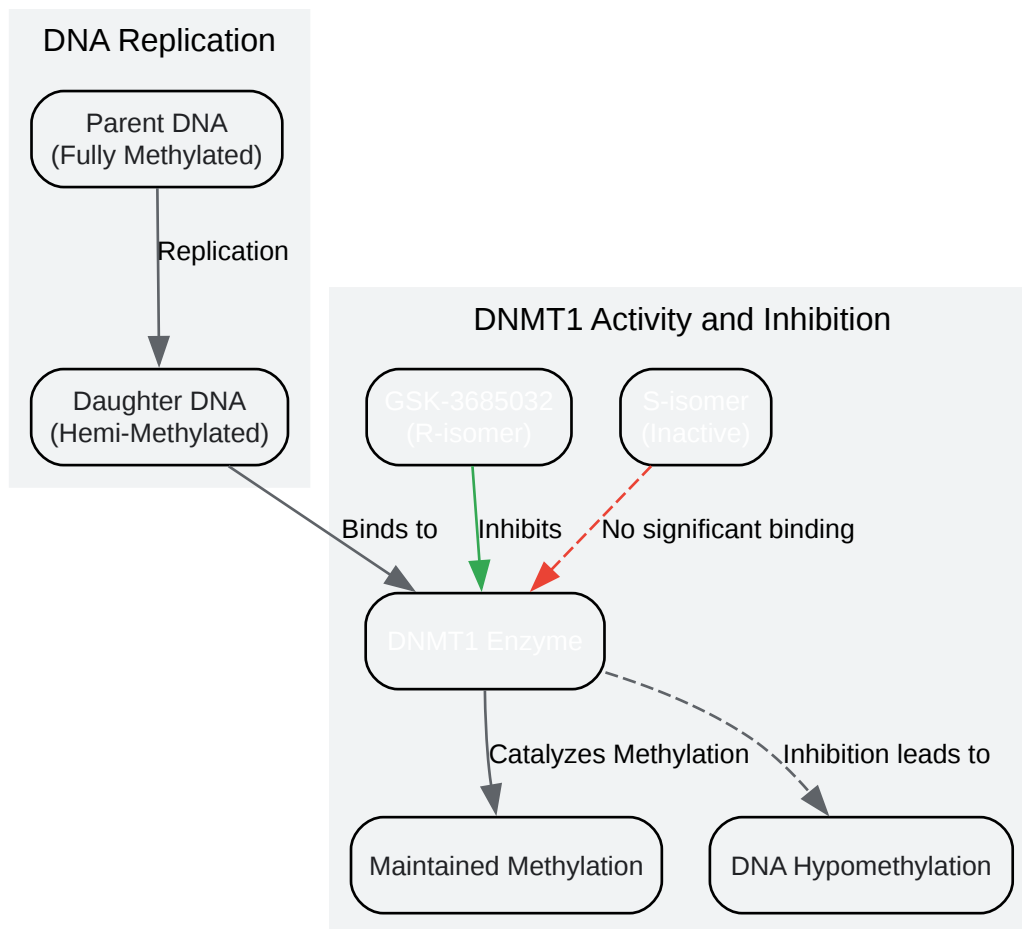 DNA Replication
Parent DNA
(Fully Methylated)
Replication
Daughter DNA
(Hemi-Methylated)
DNMT1 Activity and Inhibition
GSK-3685032
(R-isomer)
S-isomer
(Inactive)
Binds to
Inhibits
No significant binding
DNMT1 Enzyme
Catalyzes Methylation
Inhibition leads to
Maintained Methylation
DNA Hypomethylation